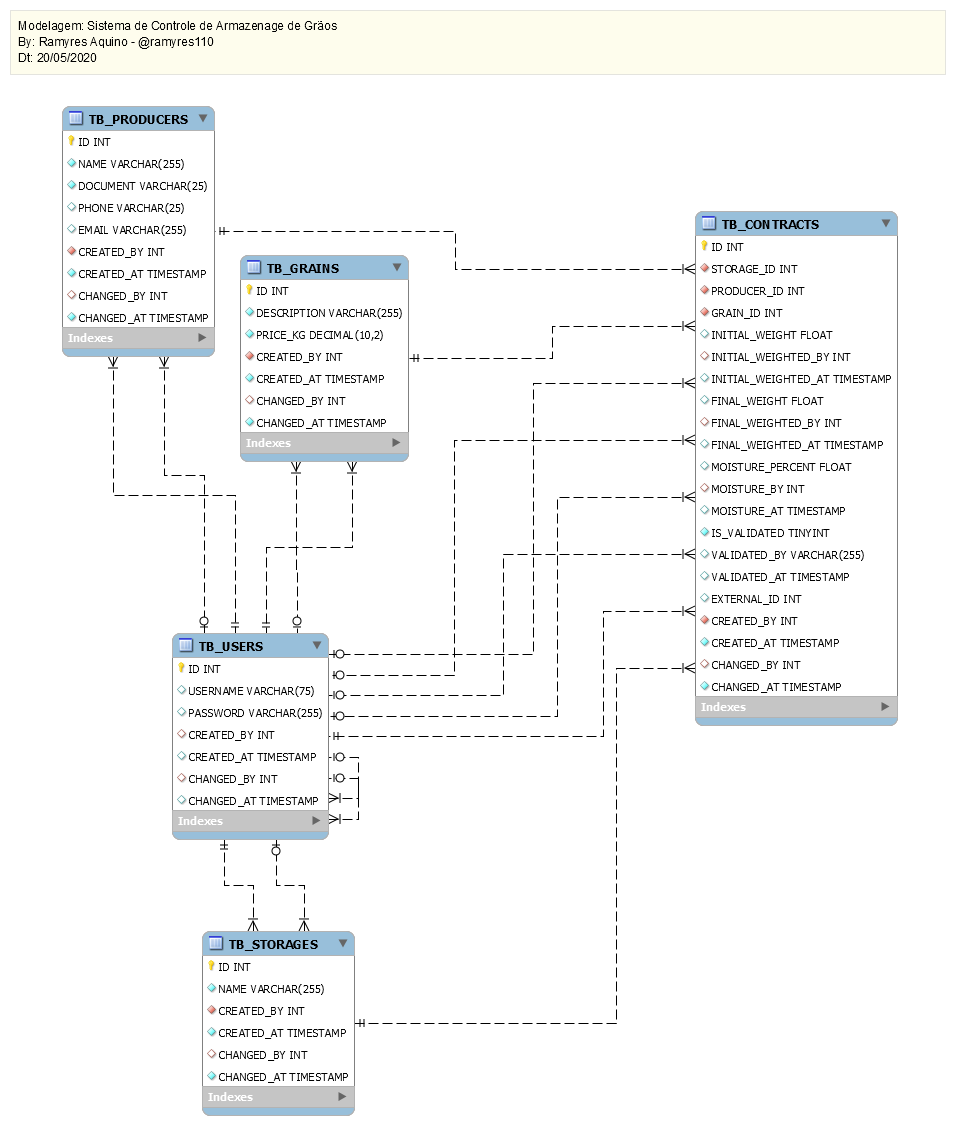 Modelagem: Sistema de Controle de Armazenage de Grãos
By: Ramyres Aquino - @ramyres110
Dt: 20/05/2020
TB_PRODUCERS
ID INT
NAME VARCHAR(255)
DOCUMENT VARCHAR(25)
PHONE VARCHAR(25)
EMAIL VARCHAR(255)
CREATED_BY INT
CREATED_AT TIMESTAMP
CHANGED_BY INT
CHANGED_AT TIMESTAMP
Indexes
TB_GRAINS
ID INT
DESCRIPTION VARCHAR(255)
PRICE_KG DECIMAL(10,2)
CREATED_BY INT
CREATED_AT TIMESTAMP
CHANGED_BY INT
CHANGED_AT TIMESTAMP
Indexes
TB_CONTRACTS
ID INT
STORAGE_ID INT
PRODUCER_ID INT
GRAIN_ID INT
INITIAL_WEIGHT FLOAT
INITIAL_WEIGHTED_BY INT
INITIAL_WEIGHTED_AT TIMESTAMP
FINAL_WEIGHT FLOAT
FINAL_WEIGHTED_BY INT
FINAL_WEIGHTED_AT TIMESTAMP
MOISTURE_PERCENT FLOAT
MOISTURE_BY INT
MOISTURE_AT TIMESTAMP
IS_VALIDATED TINYINT
VALIDATED_BY VARCHAR(255)
VALIDATED_AT TIMESTAMP
EXTERNAL_ID INT
CREATED_BY INT
CREATED_AT TIMESTAMP
CHANGED_BY INT
CHANGED_AT TIMESTAMP
Indexes
TB_USERS
ID INT
USERNAME VARCHAR(75)
PASSWORD VARCHAR(255)
CREATED_BY INT
CREATED_AT TIMESTAMP
CHANGED_BY INT
CHANGED_AT TIMESTAMP
Indexes
TB_STORAGES
ID INT
NAME VARCHAR(255)
CREATED_BY INT
CREATED_AT TIMESTAMP
CHANGED_BY INT
CHANGED_AT TIMESTAMP
Indexes